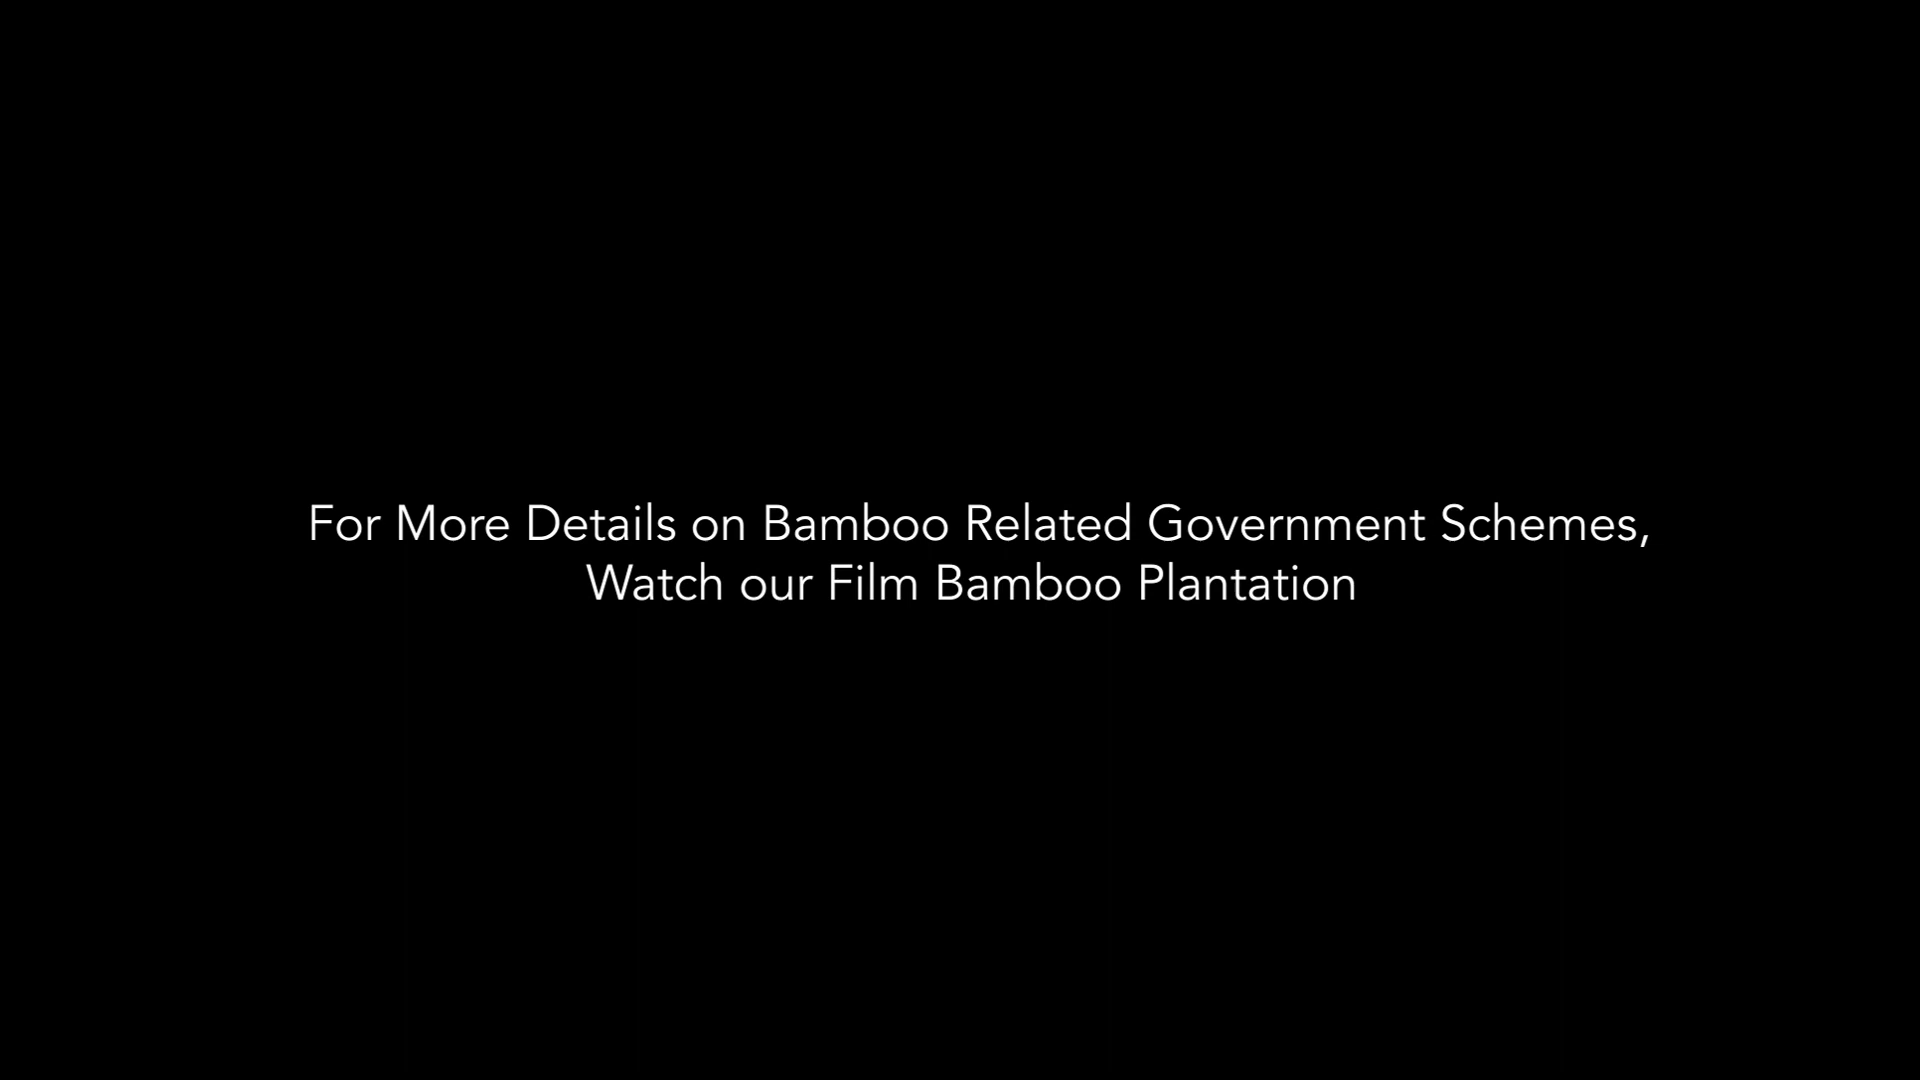 For More Details on Bamboo Related Government Schemes,
Watch our Film Bamboo Plantation